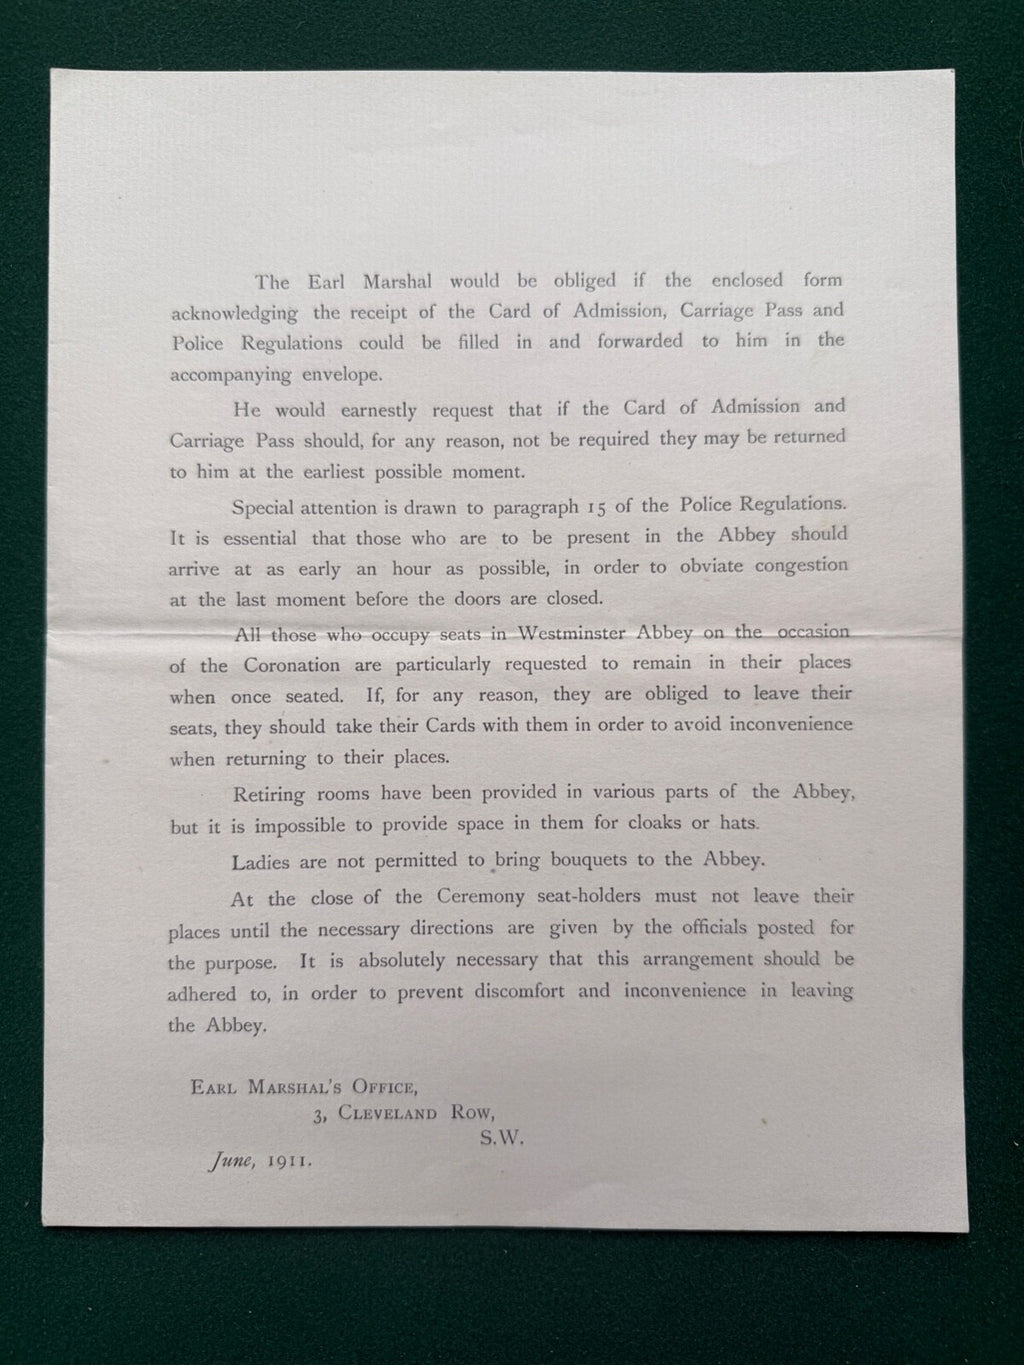 The Earl Marshal would be obliged if the enclosed form
acknowledging the receipt of the Card of Admission, Carriage Pass and
Police Regulations could be filled in and forwarded to him in the
accompanying envelope.
He would earnestly request that if the Card of Admission and
Carriage Pass should, for any reason, not be required they may be returned
to him at the earliest possible moment.
Special attention is drawn to paragraph 15 of the Police Regulations.
It is essential that those who are to be present in the Abbey should
arrive at as early an hour as possible, in order to obviate congestion
at the last moment before the doors are closed.
All those who occupy seats in Westminster Abbey on the occasion
of the Coronation are particularly requested to remain in their places
when once seated. If, for any reason, they are obliged to leave their
seats, they should take their Cards with them in order to avoid inconvenience
when returning to their places.
Retiring rooms have been provided in various parts of the Abbey,
but it is impossible to provide space in them for cloaks or hats.
Ladies are not permitted to bring bouquets to the Abbey.
At the close of the Ceremony seat-holders must not leave their
places until the necessary directions are given by the officials posted for
the purpose. It is absolutely necessary that this arrangement should be
adhered to, in order to prevent discomfort and inconvenience in leaving
the Abbey.
Earl Marshal's Office,
3, Cleveland Row,
S.W.
June, 1911.